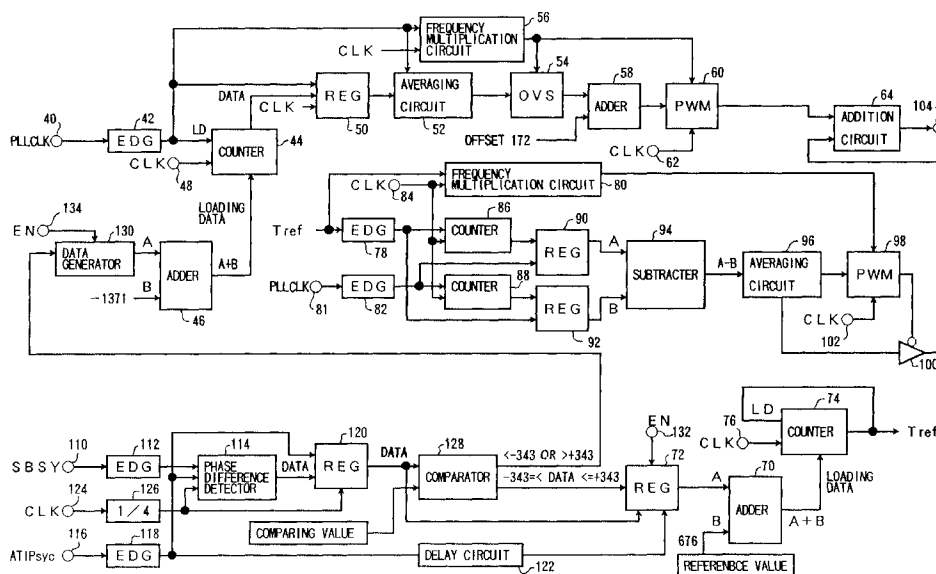 56
FREQUENCY
MULTIPLICATION
CIRCUIT
CLK
54
58
60
64
104
DATA
REG
CLK
50
AVERAGING
CIRCUIT
52
OVS
ADDER
PWM
ADDITION
CIRCUIT
40
42
PLLCLK
EDG
LD
44
COUNTER
CLK
48
OFFSET 172
CLK
62
LOADING
DATA
FREQUENCY
MULTIPLICATION CIRCUIT
80
CLK
84
86
90
94
96
98
134
EN
130
DATA
GENERATOR
A
B
-1371
ADDER
46
A+B
Tref
EDG
78
COUNTER
REG
A
SUBTRACTER
A-B
AVERAGING
CIRCUIT
PWM
PLLCLK
81
EDG
82
88
COUNTER
REG
92
B
CLK
102
100
110
112
114
120
SBSY
EDG
PHASE
DIFFERENCE
DETECTOR
DATA
REG
DATA
128
COMPARATOR
<-343 OR >+343
-343=< DATA <=+343
124
126
CLK
1/4
COMPARING VALUE
116
118
ATIPsyc
EDG
DELAY CIRCUIT
122
EN
132
72
REG
A
B
70
ADDER
A+B
676
REFERENBCE VALUE
LD
74
76
CLK
COUNTER
Tref
LOADING
DATA